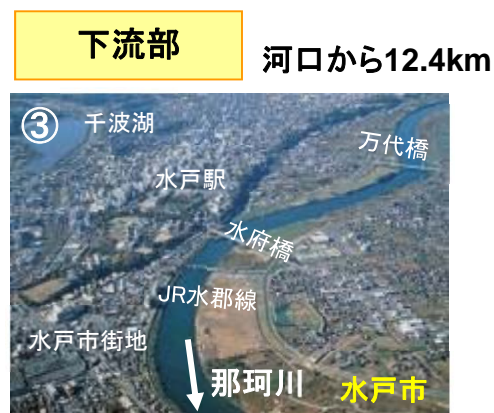 下流部
河口から12.4km
③
千波湖
万代橋
水戸駅
水府橋
JR水郡線
水戸市街地
那珂川
水戸市